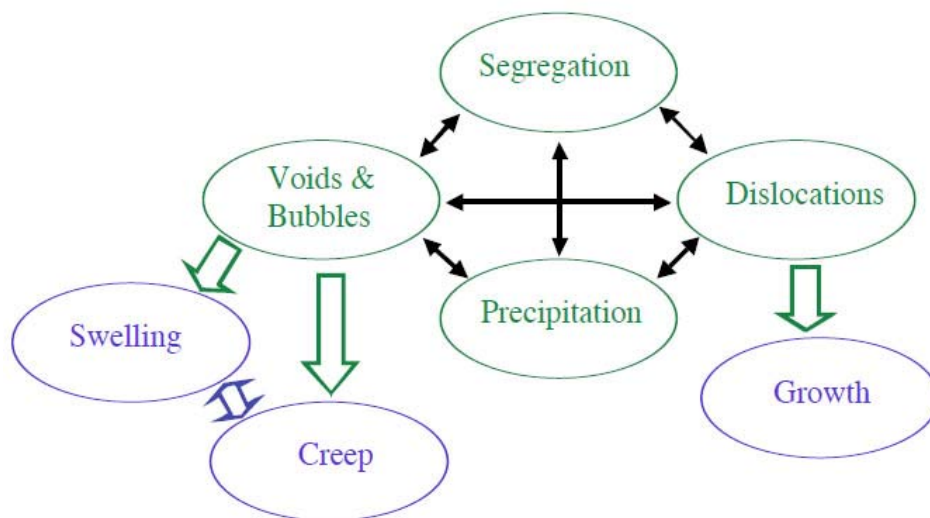 Segregation
Voids &
Bubbles
Dislocations
Precipitation
Swelling
Growth
Creep